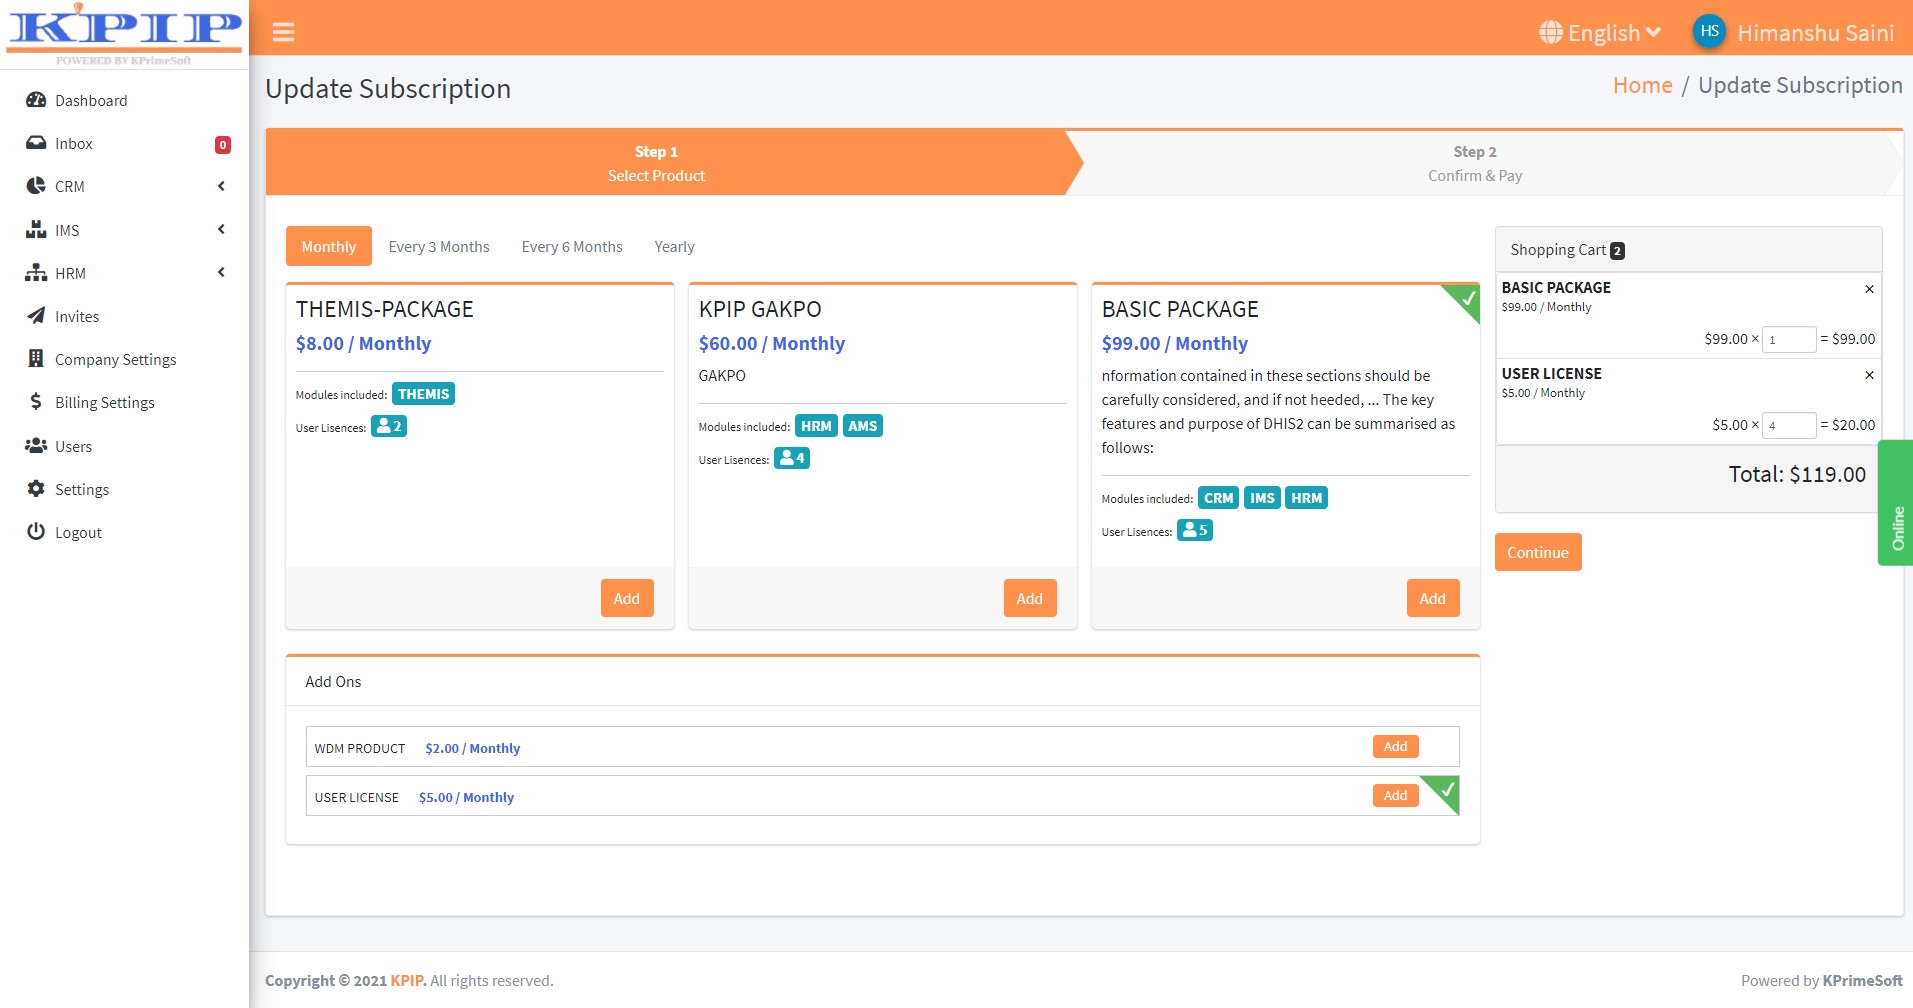 KPIP
POWERED BY KPrimeSoft
English
HS
Himanshu Saini
Dashboard
Inbox
0
CRM
IMS
HRM
Invites
Company Settings
Billing Settings
Users
Settings
Logout
Update Subscription
Home / Update Subscription
Step 1
Select Product
Step 2
Confirm & Pay
Monthly
Every 3 Months
Every 6 Months
Yearly
THEMIS-PACKAGE
$8.00 / Monthly
Modules included: THEMIS
User Lisences: 2
Add
KPIP GAKPO
$60.00 / Monthly
GAKPO
Modules included: HRM AMS
User Lisences: 4
Add
BASIC PACKAGE
$99.00 / Monthly
nformation contained in these sections should be
carefully considered, and if not heeded, ... The key
features and purpose of DHIS2 can be summarised as
follows:
Modules included: CRM IMS HRM
User Lisences: 5
Add
Shopping Cart 2
BASIC PACKAGE ×
$99.00 / Monthly
$99.00 × 1 = $99.00
USER LICENSE ×
$5.00 / Monthly
$5.00 × 4 = $20.00
Total: $119.00
Continue
Online
Add Ons
WDM PRODUCT $2.00 / Monthly Add
USER LICENSE $5.00 / Monthly Add
Copyright © 2021 KPIP. All rights reserved.
Powered by KPrimeSoft